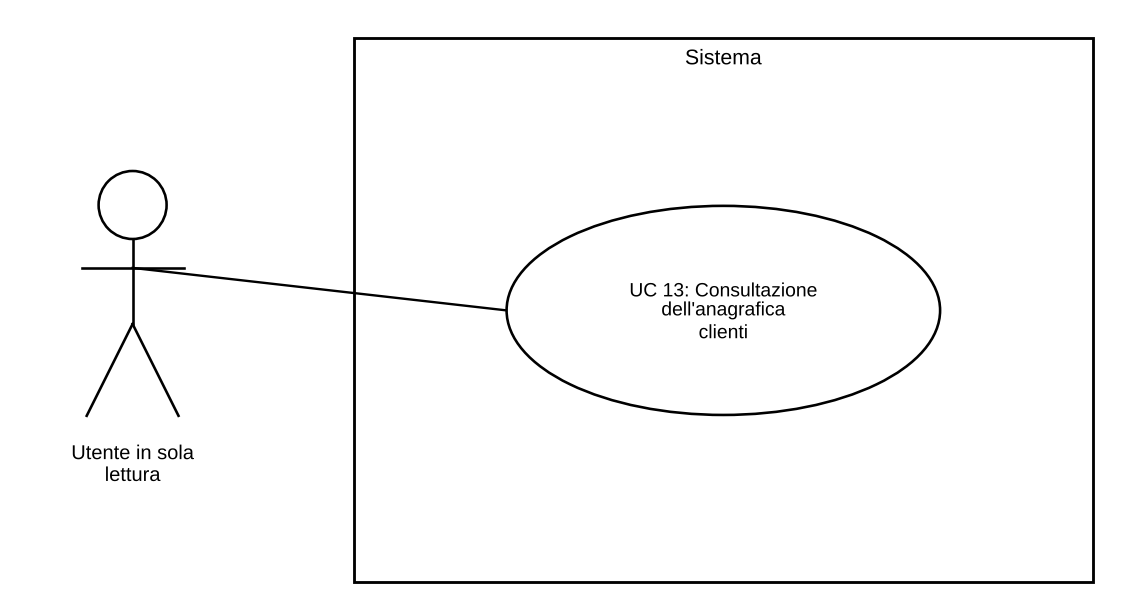 Sistema
UC 13: Consultazione
dell'anagrafica
clienti
Utente in sola
lettura